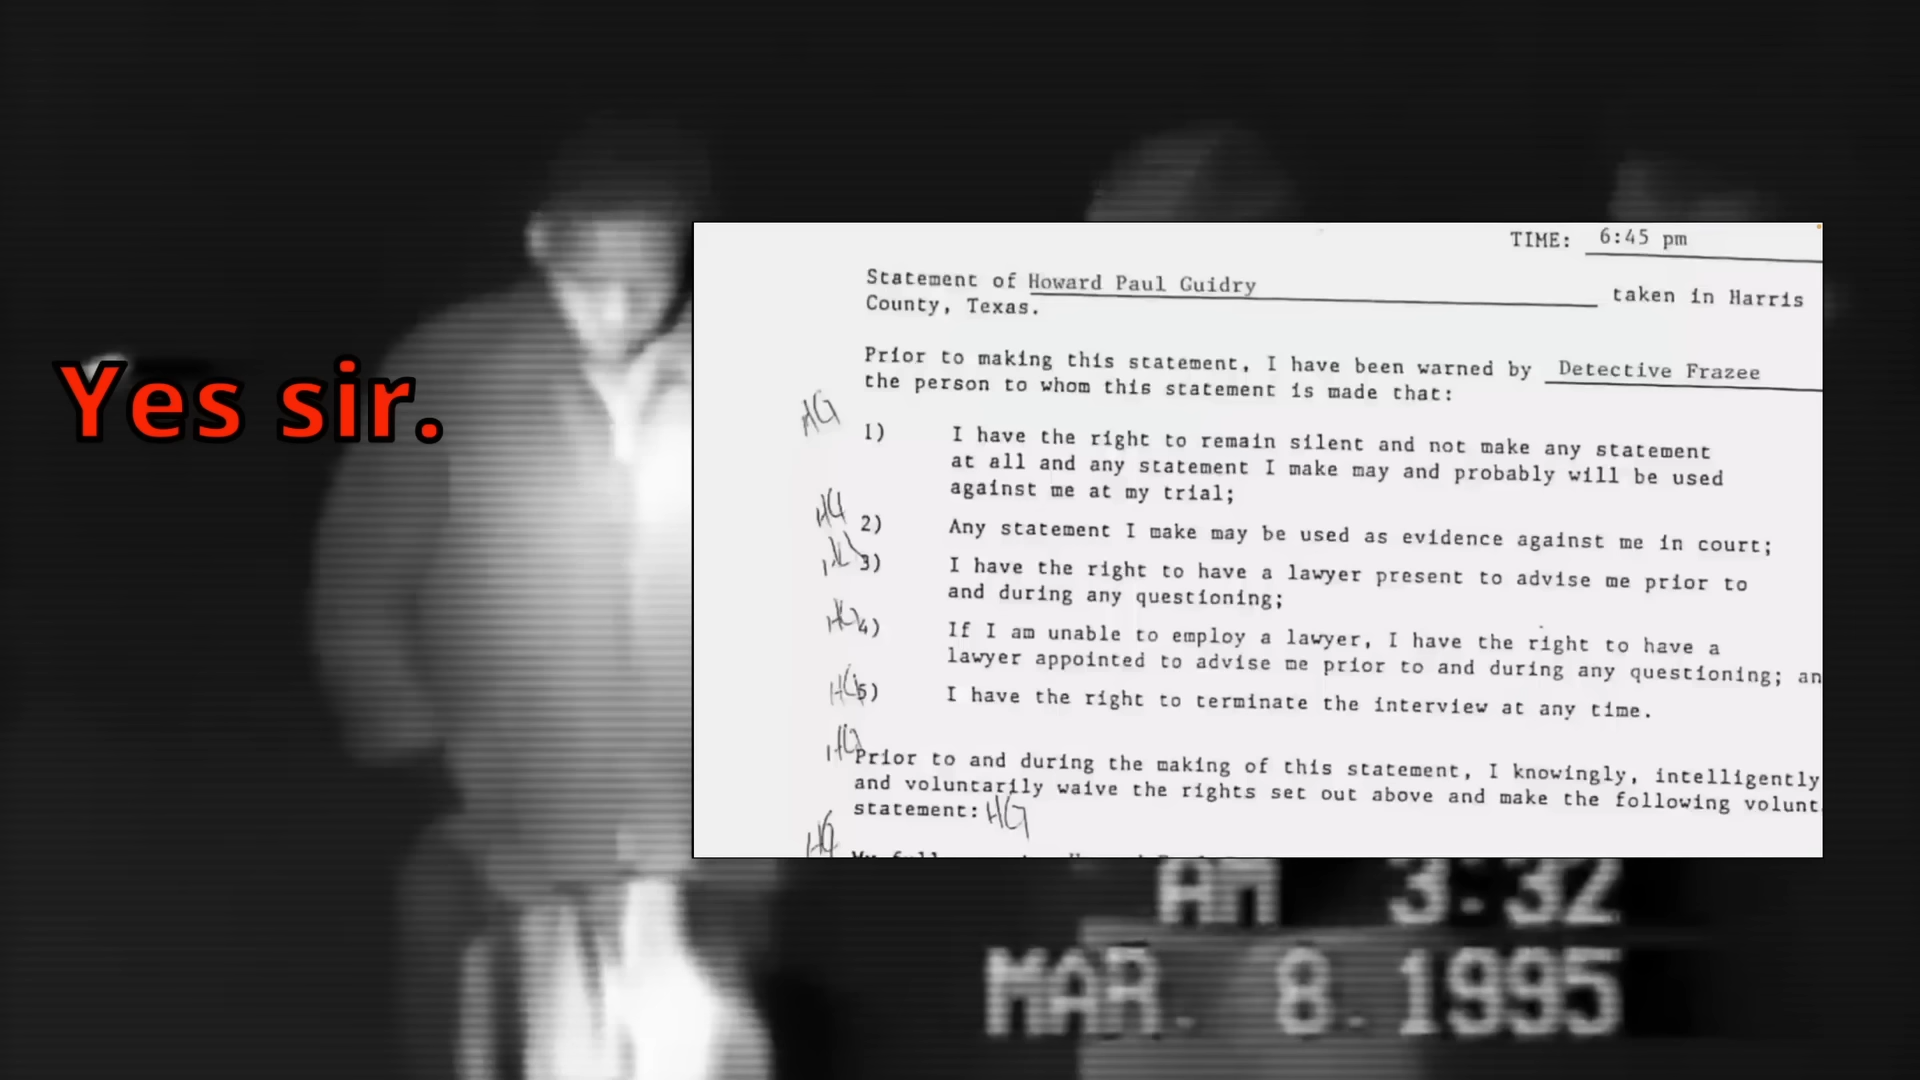 Yes sir.
TIME: 6:45 pm
Statement of Howard Paul Guidry taken in Harris
County, Texas.
Prior to making this statement, I have been warned by Detective Frazee
the person to whom this statement is made that:
HG
1) I have the right to remain silent and not make any statement
at all and any statement I make may and probably will be used
against me at my trial;
HG 2) Any statement I make may be used as evidence against me in court;
HG 3) I have the right to have a lawyer present to advise me prior to
and during any questioning;
HG 4) If I am unable to employ a lawyer, I have the right to have a
lawyer appointed to advise me prior to and during any questioning; an
HG 5) I have the right to terminate the interview at any time.
HG
Prior to and during the making of this statement, I knowingly, intelligently
and voluntarily waive the rights set out above and make the following volunt
statement: HG
HG
AM 3:32
MAR. 8.1995